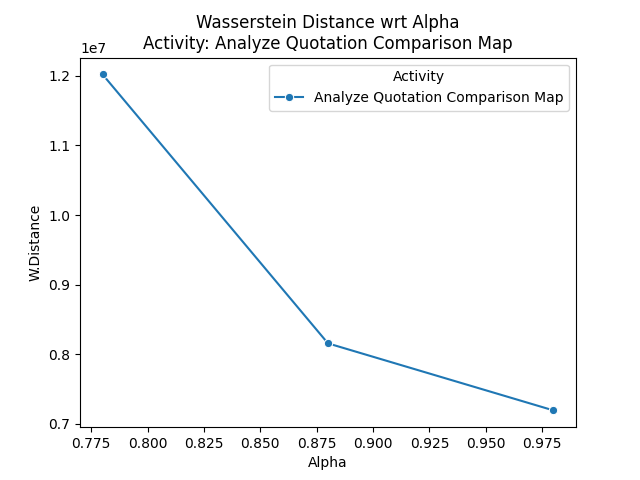 Wasserstein Distance wrt Alpha
Activity: Analyze Quotation Comparison Map
1e7
Activity
Analyze Quotation Comparison Map
1.2
1.1
1.0
0.9
0.8
0.7
W.Distance
0.775 0.800 0.825 0.850 0.875 0.900 0.925 0.950 0.975
Alpha